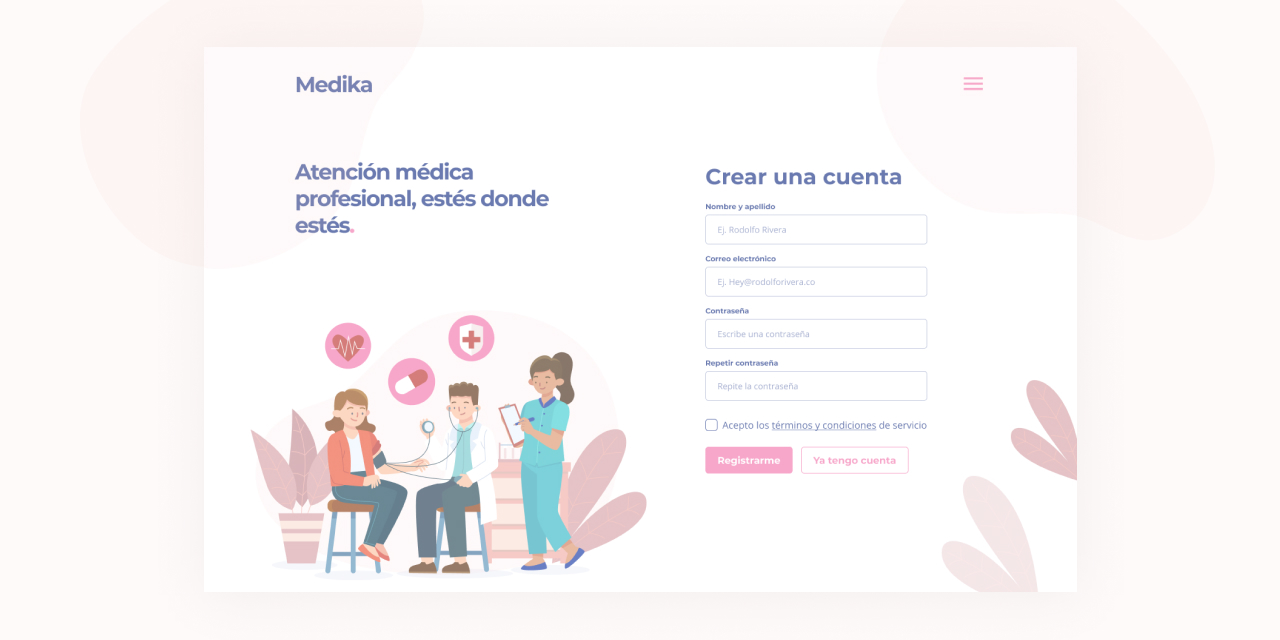 Medika
Atención médica
profesional, estés donde
estés.
Crear una cuenta
Nombre y apellido
Ej. Rodolfo Rivera
Correo electrónico
Ej. Hey@rodolforivera.co
Contraseña
Escribe una contraseña
Repetir contraseña
Repite la contraseña
Acepto los términos y condiciones de servicio
Registrarme
Ya tengo cuenta